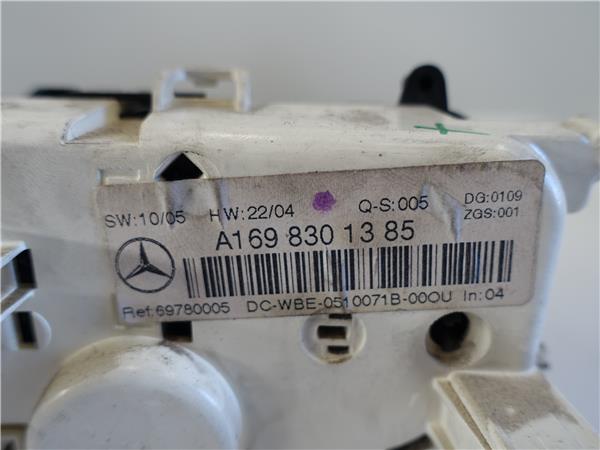 SW:10/05 HW:22/04 Q-S:005 DG:0109
ZGS:001
A169 830 13 85
Ref:69780005 DC-WBE-0510071B-00OU In:04